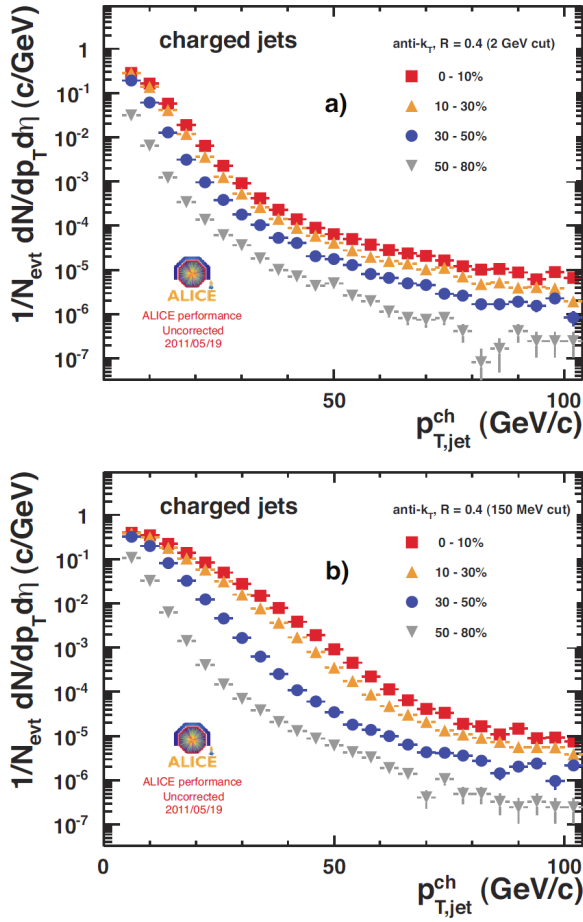 charged jets
anti-kT, R = 0.4 (2 GeV cut)
0 - 10%
10 - 30%
30 - 50%
50 - 80%
a)
1/Nevt dN/dpTdη (c/GeV)
1
10-1
10-2
10-3
10-4
10-5
10-6
10-7
ALICE
ALICE performance
Uncorrected
2011/05/19
50
100
pchT,jet (GeV/c)
charged jets
anti-kT, R = 0.4 (150 MeV cut)
0 - 10%
10 - 30%
30 - 50%
50 - 80%
b)
1/Nevt dN/dpTdη (c/GeV)
1
10-1
10-2
10-3
10-4
10-5
10-6
10-7
ALICE
ALICE performance
Uncorrected
2011/05/19
0
50
100
pchT,jet (GeV/c)